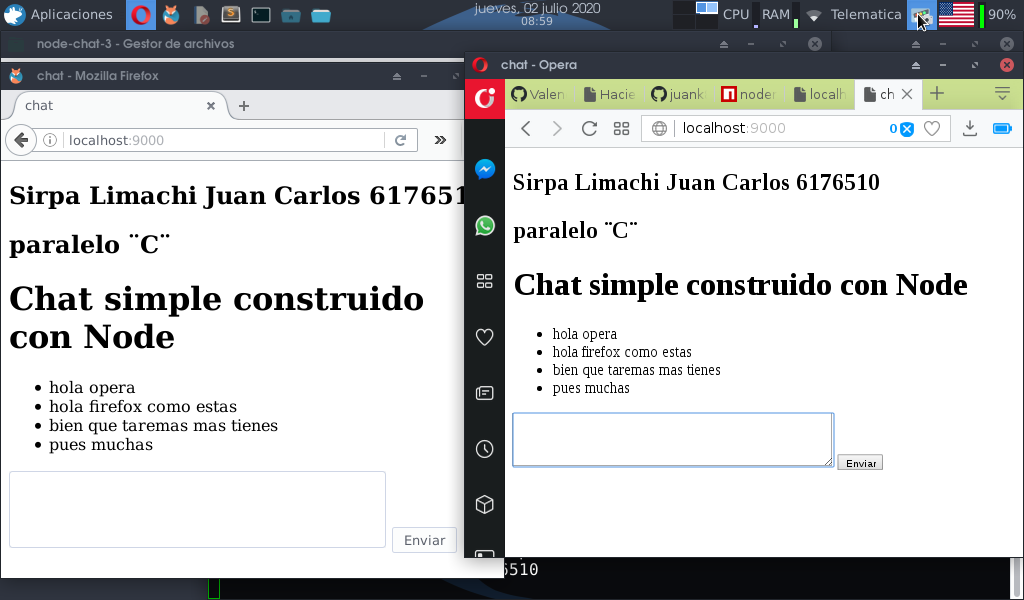 Aplicaciones
jueves, 02 julio 2020
08:59
CPU RAM Telematica 90%
node-chat-3 - Gestor de archivos
chat - Mozilla Firefox
chat
localhost:9000
Sirpa Limachi Juan Carlos 617651
paralelo ¨C¨
Chat simple construido
con Node
hola opera
hola firefox como estas
bien que taremas mas tienes
pues muchas
Enviar
chat - Opera
Valen Hacie juank noder localh ch
localhost:9000 0
Sirpa Limachi Juan Carlos 6176510
paralelo ¨C¨
Chat simple construido con Node
hola opera
hola firefox como estas
bien que taremas mas tienes
pues muchas
Enviar
6510